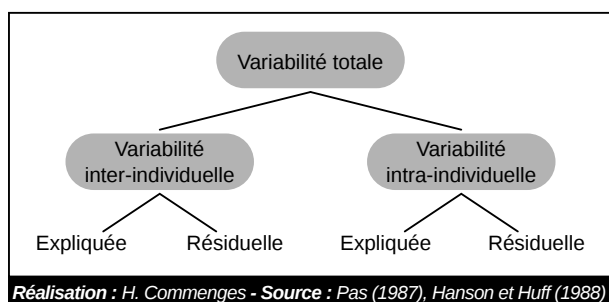 Variabilité totale
Variabilité
inter-individuelle
Variabilité
intra-individuelle
Expliquée
Résiduelle
Expliquée
Résiduelle
Réalisation : H. Commenges - Source : Pas (1987), Hanson et Huff (1988)